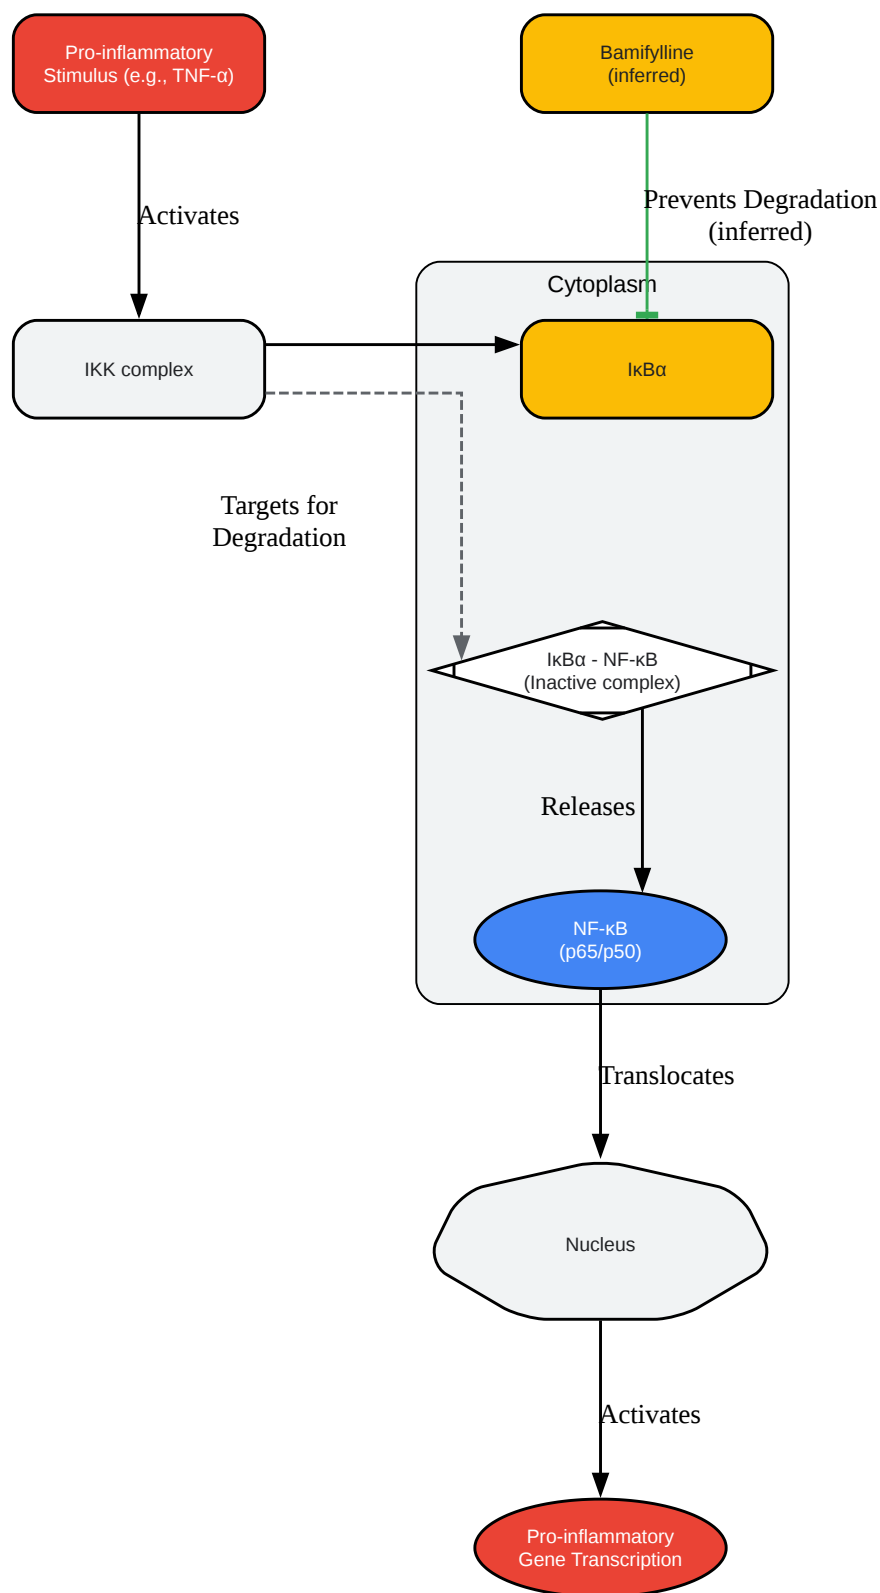 Pro-inflammatory
Stimulus (e.g., TNF-α)
Bamifylline
(inferred)
Activates
Prevents Degradation
(inferred)
Cytoplasm
IKK complex
IκBα
Targets for
Degradation
IκBα - NF-κB
(Inactive complex)
Releases
NF-κB
(p65/p50)
Translocates
Nucleus
Activates
Pro-inflammatory
Gene Transcription